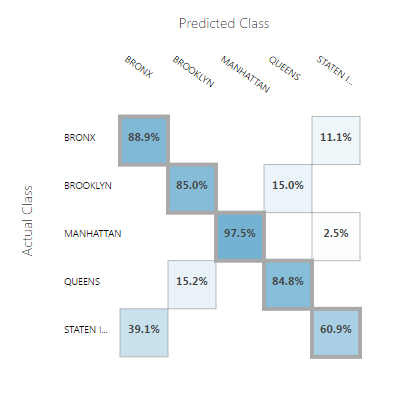 Predicted Class
BRONX
BROOKLYN
MANHATTAN
QUEENS
STATEN I...
Actual Class
BRONX 88.9% 11.1%
BROOKLYN 85.0% 15.0%
MANHATTAN 97.5% 2.5%
QUEENS 15.2% 84.8%
STATEN I... 39.1% 60.9%